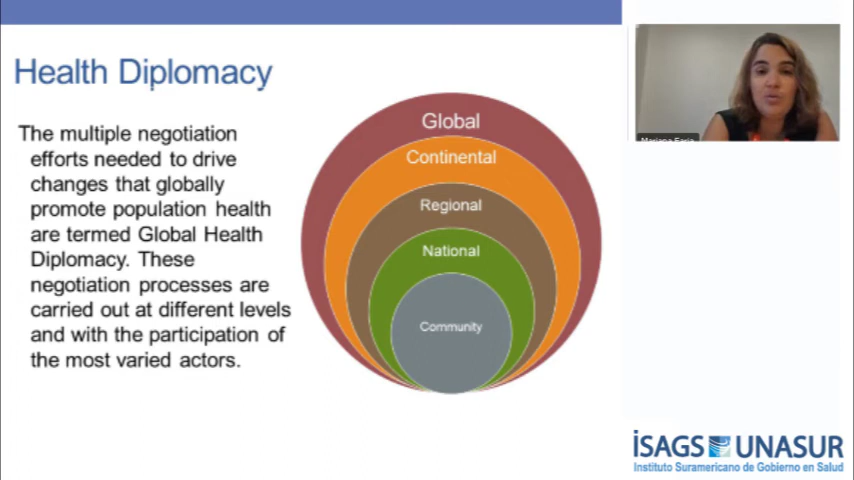 Health Diplomacy
The multiple negotiation
efforts needed to drive
changes that globally
promote population health
are termed Global Health
Diplomacy. These
negotiation processes are
carried out at different levels
and with the participation of
the most varied actors.
Global
Continental
Regional
National
Community
Mariana Faria
ISAGS UNASUR
Instituto Suramericano de Gobierno en Salud